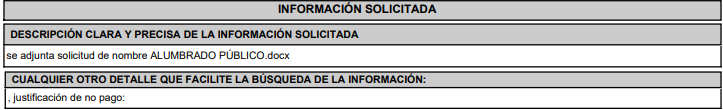 INFORMACIÓN SOLICITADA
DESCRIPCIÓN CLARA Y PRECISA DE LA INFORMACIÓN SOLICITADA
se adjunta solicitud de nombre ALUMBRADO PÚBLICO.docx
CUALQUIER OTRO DETALLE QUE FACILITE LA BÚSQUEDA DE LA INFORMACIÓN:
, justificación de no pago: